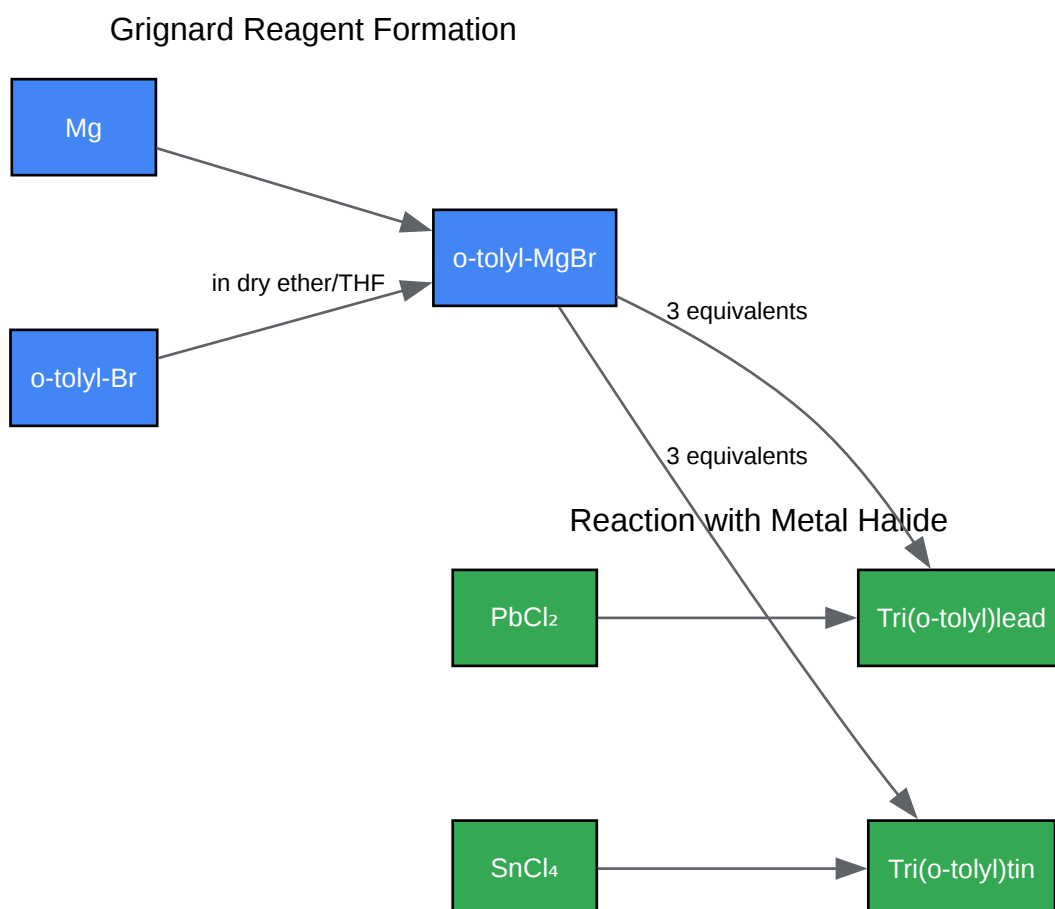 Grignard Reagent Formation
Mg
o-tolyl-MgBr
in dry ether/THF
3 equivalents
o-tolyl-Br
3 equivalents
Reaction with Metal Halide
PbCl₂
Tri(o-tolyl)lead
SnCl₄
Tri(o-tolyl)tin